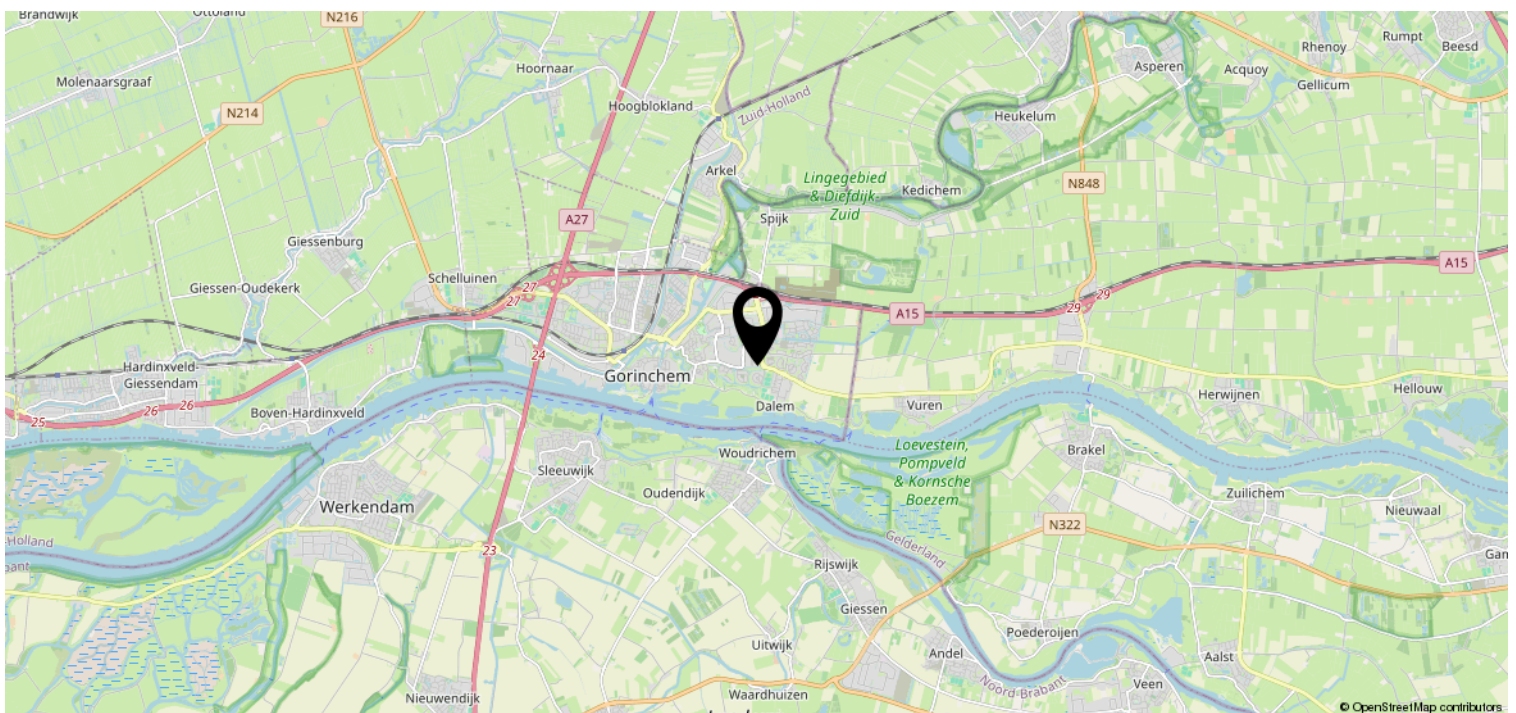 Brandwijk
Ottoland
N216
Rhenoy
Rumpt
Beesd
Hoornaar
Asperen
Acquoy
Molenaarsgraaf
Gellicum
N214
Hoogblokland
Zuid-Holland
Heukelum
Arkel
Lingegebied
& Diefdijk-
Zuid
Kedichem
N848
A27
Spijk
Giessenburg
Schelluinen
A15
Giessen-Oudekerk
27
27
29
29
A15
24
Hardinxveld-
Giessendam
Gorinchem
26
26
25
Boven-Hardinxveld
Dalem
Vuren
Herwijnen
Hellouw
Woudrichem
Loevestein,
Pompveld
& Kornsche
Boezem
Brakel
Sleeuwijk
Oudendijk
Zuilichem
Werkendam
Nieuwaal
N322
Holland
23
Gelderland
Rijswijk
Giessen
Poederoijen
Uitwijk
Andel
Aalst
Noord-Brabant
Veen
Nieuwendijk
Waardhuizen
© OpenStreetMap contributors